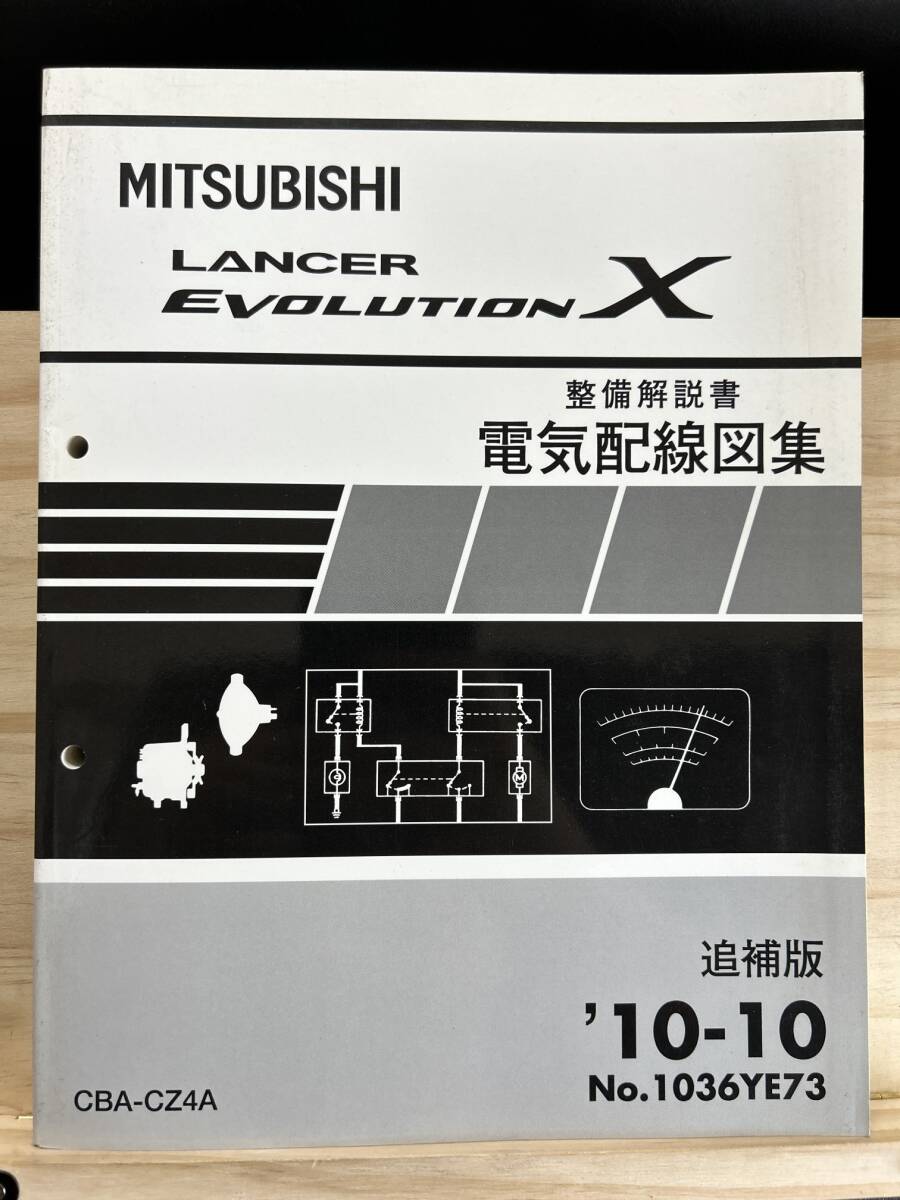 MITSUBISHI
LANCER
EVOLUTION X
整備解説書
電気配線図集
M
追補版
'10-10
No.1036YE73
CBA-CZ4A